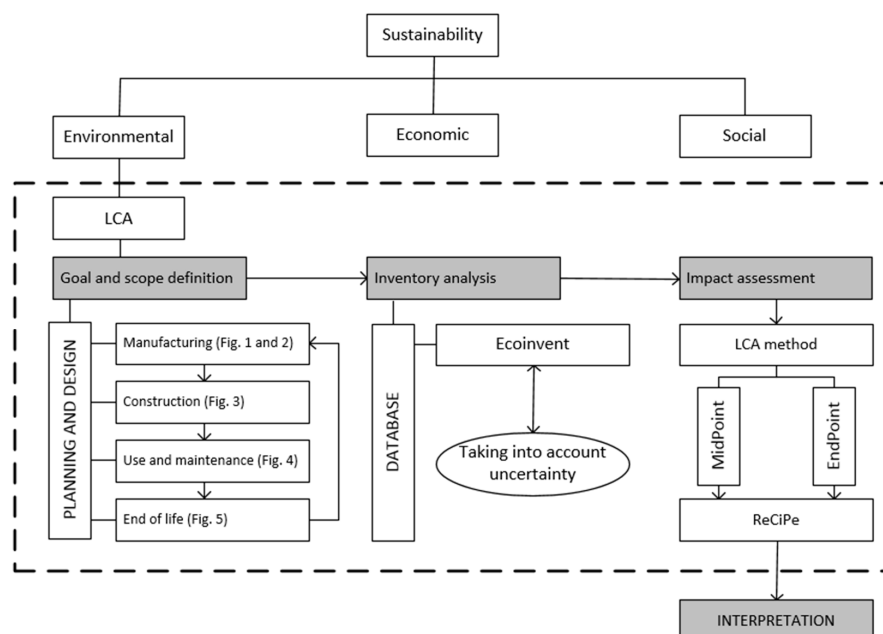 Sustainability
Environmental
Economic
Social
LCA
Goal and scope definition
Inventory analysis
Impact assessment
PLANNING AND DESIGN
Manufacturing (Fig. 1 and 2)
Construction (Fig. 3)
Use and maintenance (Fig. 4)
End of life (Fig. 5)
DATABASE
Ecoinvent
Taking into account
uncertainty
LCA method
MidPoint
EndPoint
ReCiPe
INTERPRETATION